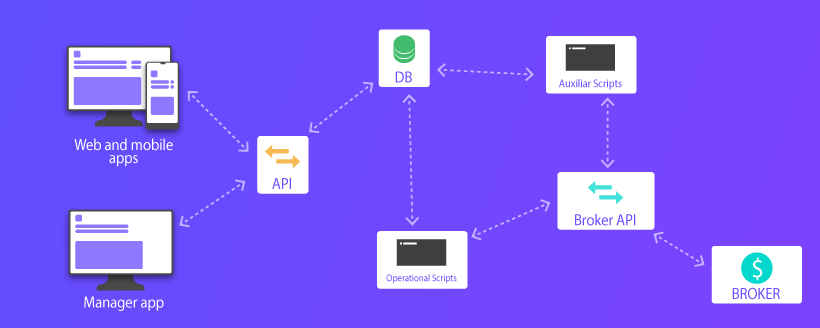 Web and mobile
apps
Manager app
API
DB
Operational Scripts
Auxiliar Scripts
Broker API
$
BROKER